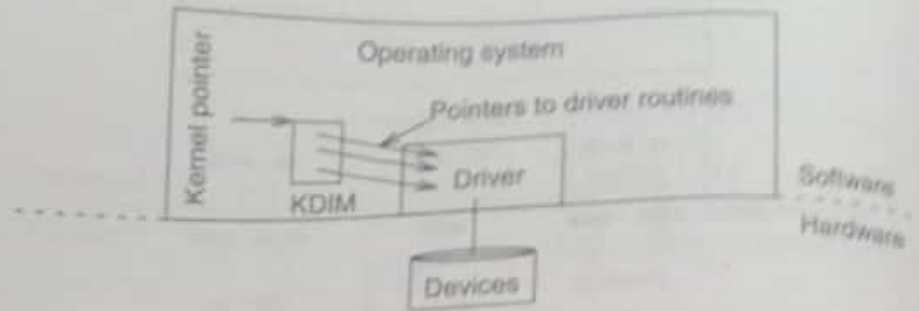 Operating system
Kernel pointer
Pointers to driver routines
Driver
KDIM
Software
Hardware
Devices